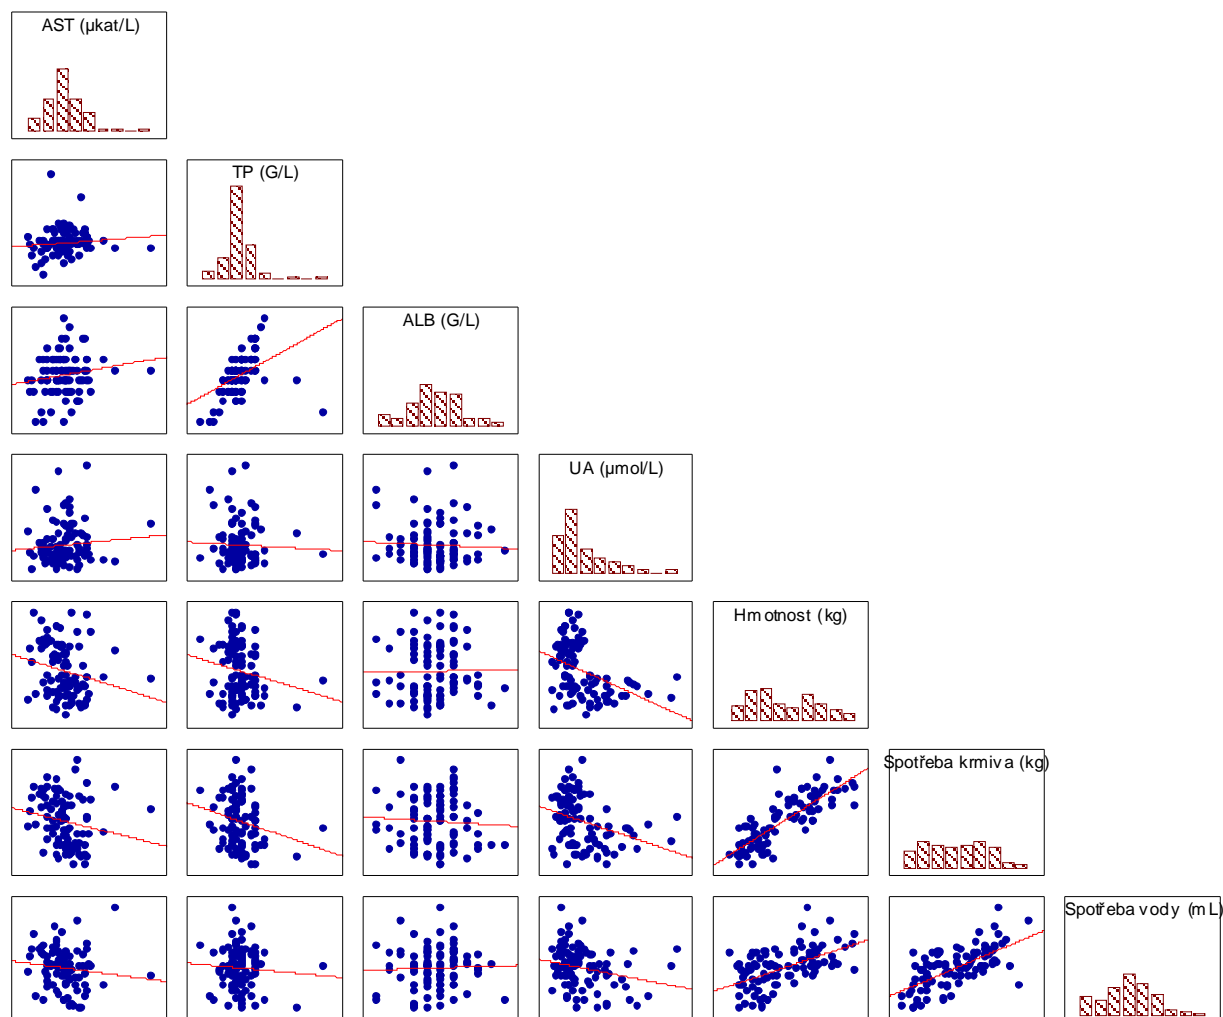 AST (µkat/L)
TP (G/L)
ALB (G/L)
UA (µmol/L)
Hmotnost (kg)
Spotřeba krmiva (kg)
Spotřeba vody (mL)